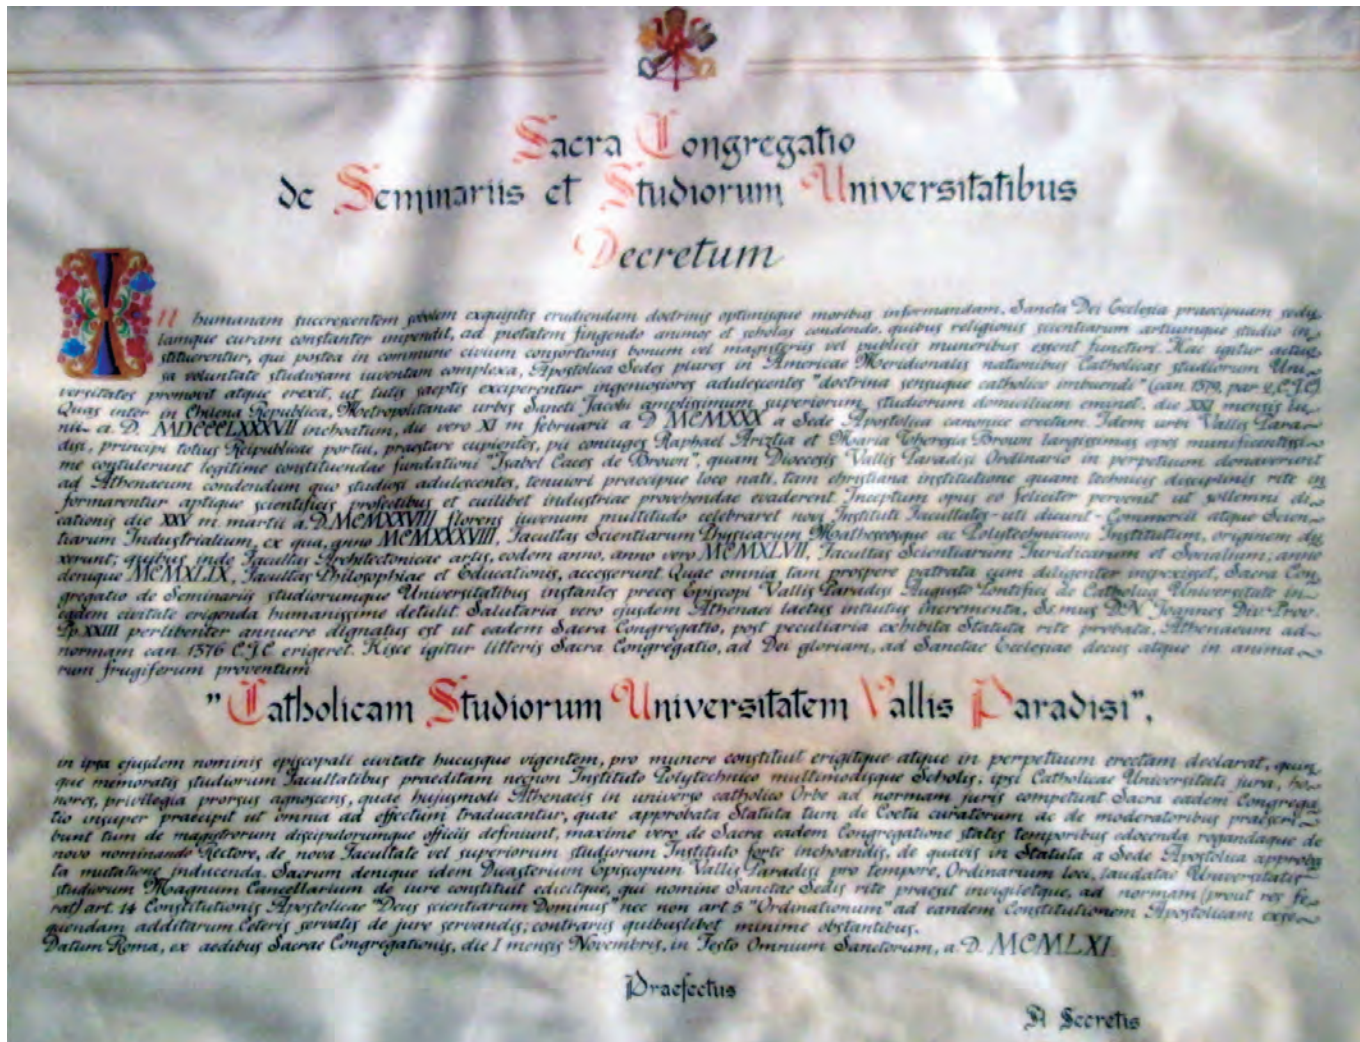 Sacra Congregatio
de Seminariis et Studiorum Universitatibus
Decretum
humanam succrescentem sobolem exquisitis erudiendam doctrinis optimisque moribus informandam, Sancta Dei Ecclesia praecipuam sedu
lamque curam constanter impendit, ad pietatem fingendo animos et scholas condendo, quibus religionis scientiarum artiumque studio in
stituerentur, qui postea in commune civium consortionis bonum vel magisteriis vel publicis muneribus essent functuri. Hac igitur actuo
sa voluntate studiosam iuventam complexa, Apostolica Sedes plures in Americae Meridionalis nationibus Catholicas studiorum Uni
versitates promovit atque erexit, ut tutis saeptis exciperentur ingeniosiores adulescentes "doctrina sensuque catholico imbuendi" (can 1379, par 2, C.J.C)
Quas inter in Chilena Republica, Metropolitanae urbis Sancti Jacobi amplissimum superiorum studiorum domicilium eminet, die XXI mensis iu
nii a. D. MDCCCLXXXVII inchoatum, die vero XI m februarii a D MCMXXX a Sede Apostolica canonice erectam. Idem urbi Vallis Para
disi, principi totius Reipublicae portui, praestare cupientes, pii coniuges Raphael Ariztia et Maria Theresia Brown largissimas opes munificentissi
me contulerunt legitime constituendae fundationi "Isabel Caces de Brown", quam Dioecesis Vallis Paradisi Ordinario in perpetuum donaverunt
ad Athenaeum condendum quo studiosi adulescentes, tenuiori praecipue loco nati, tam christiana institutione quam technicis disciplinis rite in
formarentur aptique scientificis profectibus et cuilibet industriae provehendae evaderent Inceptum opus eo feliciter pervenit ut sollemni di
cationis die XXV m. martii a. D. MCMXXVIII florens iuvenum multitudo celebraret novi Instituti Facultates - uti dicunt - Commercii atque Scien
tiarum Industrialium, ex qua, anno MCMXXXVIII, Facultas Scientiarum Physicarum Matheseosque ac Polytechnicum Institutum, originem du
xerunt; quibus inde Facultas Architectonicae artis, eodem anno, anno vero MCMXLVII, Facultas Scientiarum Juridicarum et Socialium; anno
denique MCMXLIX, Facultas Philosophiae et Educationis, accesserunt Quae omnia tam prospere patrata cum diligenter inspexisset, Sacra Con
gregatio de Seminariis studiorumque Universitatibus instantes preces Episcopi Vallis Paradisi Augusto Pontifici de Catholica Universitate in
eadem civitate erigenda humanissime detulit. Salutaria vero ejusdem Athenaei laetus intuitus incrementa, Ss.mus D.N. Joannes Div. Prov.
Pp. XXIII perlibenter annuere dignatus est ut eadem Sacra Congregatio, post peculiaria exhibita Statuta rite probata, Athenaeum ad
normam can 1376 C.J.C erigeret. Hisce igitur litteris Sacra Congregatio, ad Dei gloriam, ad Sanctae Ecclesiae decus atque in anima
rum frugiferum proventum
"Catholicam Studiorum Universitatem Vallis Paradisi",
in ipsa ejusdem nominis episcopali civitate hucusque vigentem, pro munere constituit erigitque atque in perpetuum erectam declarat, quin
que memoratis studiorum Facultatibus praeditam necnon Instituto Polytechnico multimodisque Scholis; ipsi Catholicae Universitati jura, ho
nores, privilegia prorsus agnoscens, quae hujusmodi Athenaeis in universo catholico Orbe ad normam juris competunt Sacra eadem Congrega
tio insuper praecipit ut omnia ad effectum traducantur, quae approbata Statuta tum de Coetu curatorum ac de moderatoribus praescri
bunt tum de magistrorum discipulorumque officiis definiunt, maxime vero de Sacra eadem Congregatione statis temporibus edocenda rogandaque de
novo nominando Rectore, de nova Facultate vel superiorum studiorum Instituto forte inchoandis, de quavis in Statuta a Sede Apostolica approba
ta mutatione inducenda. Sacrum denique idem Dicasterium Episcopum Vallis Paradisi pro tempore, Ordinarium loci, laudatae Universitatis
studiorum Magnum Cancellarium de iure constituit edicitque, qui nomine Sanctae Sedis rite praesit invigiletque, ad normam (prout res fe
rat) art. 14 Constitutionis Apostolicae "Deus scientiarum Dominus" nec non art 5 "Ordinationum" ad eandem Constitutionem Apostolicam exse
quendam additarum Ceteris servatis de jure servandis; contrariis quibuslibet minime obstantibus.
Datum Roma, ex aedibus Sacrae Congregationis, die I mensis Novembris, in Festo Omnium Sanctorum, a D. MCMLXI.
Praefectus
A Secretis